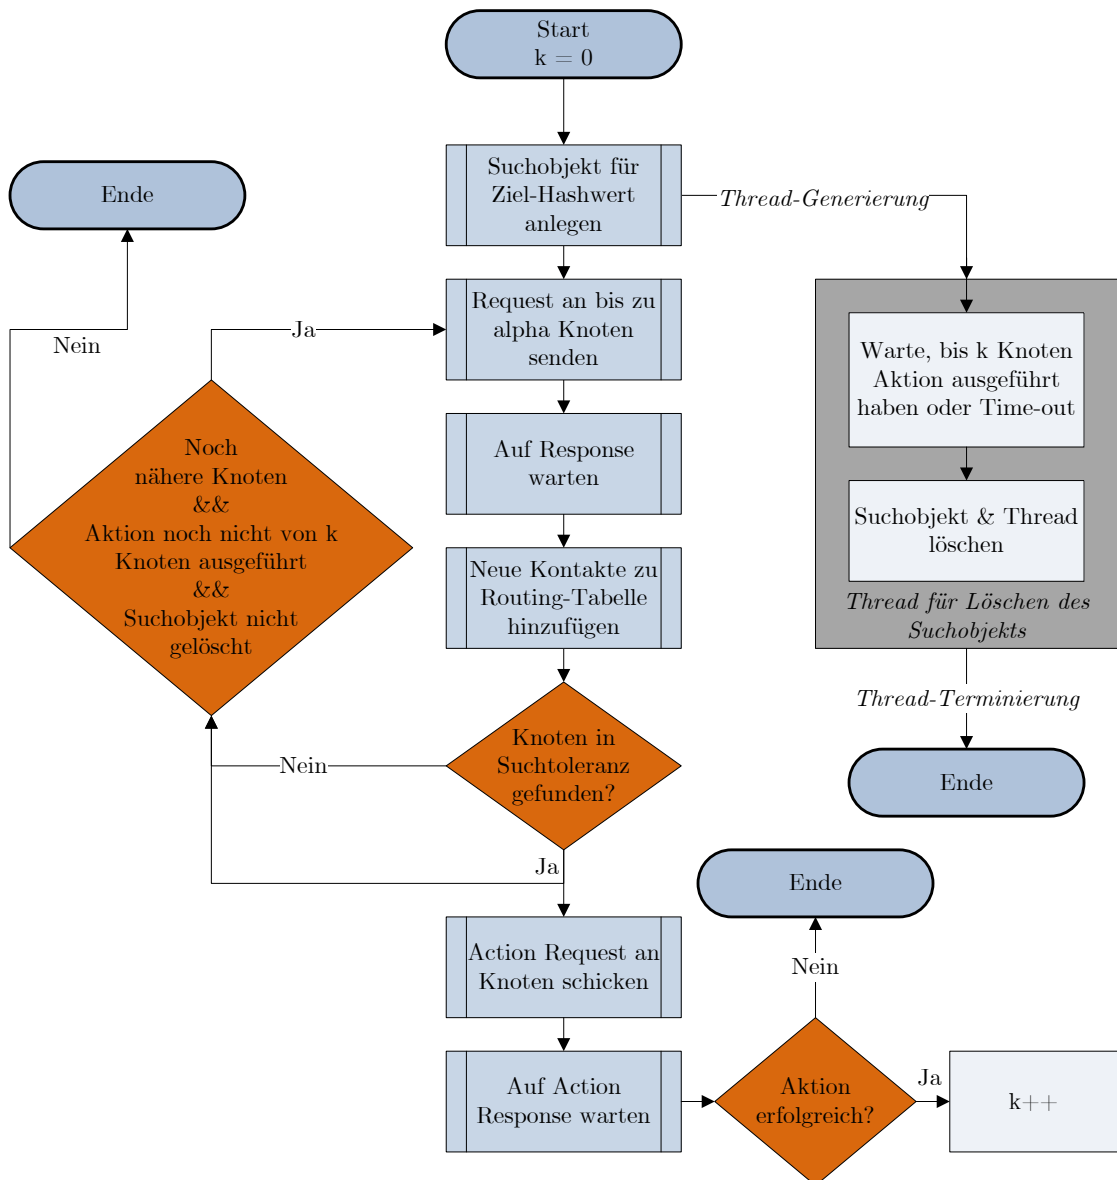 Start
k = 0
Suchobjekt für
Ziel-Hashwert
anlegen
Thread-Generierung
Ende
Request an bis zu
alpha Knoten
senden
Ja
Nein
Warte, bis k Knoten
Aktion ausgeführt
haben oder Time-out
Noch
nähere Knoten
&&
Aktion noch nicht von k
Knoten ausgeführt
&&
Suchobjekt nicht
gelöscht
Auf Response
warten
Suchobjekt & Thread
löschen
Neue Kontakte zu
Routing-Tabelle
hinzufügen
Thread für Löschen des
Suchobjekts
Thread-Terminierung
Knoten in
Suchtoleranz
gefunden?
Nein
Ende
Ja
Ende
Action Request an
Knoten schicken
Nein
Auf Action
Response warten
Aktion
erfolgreich?
Ja
k++